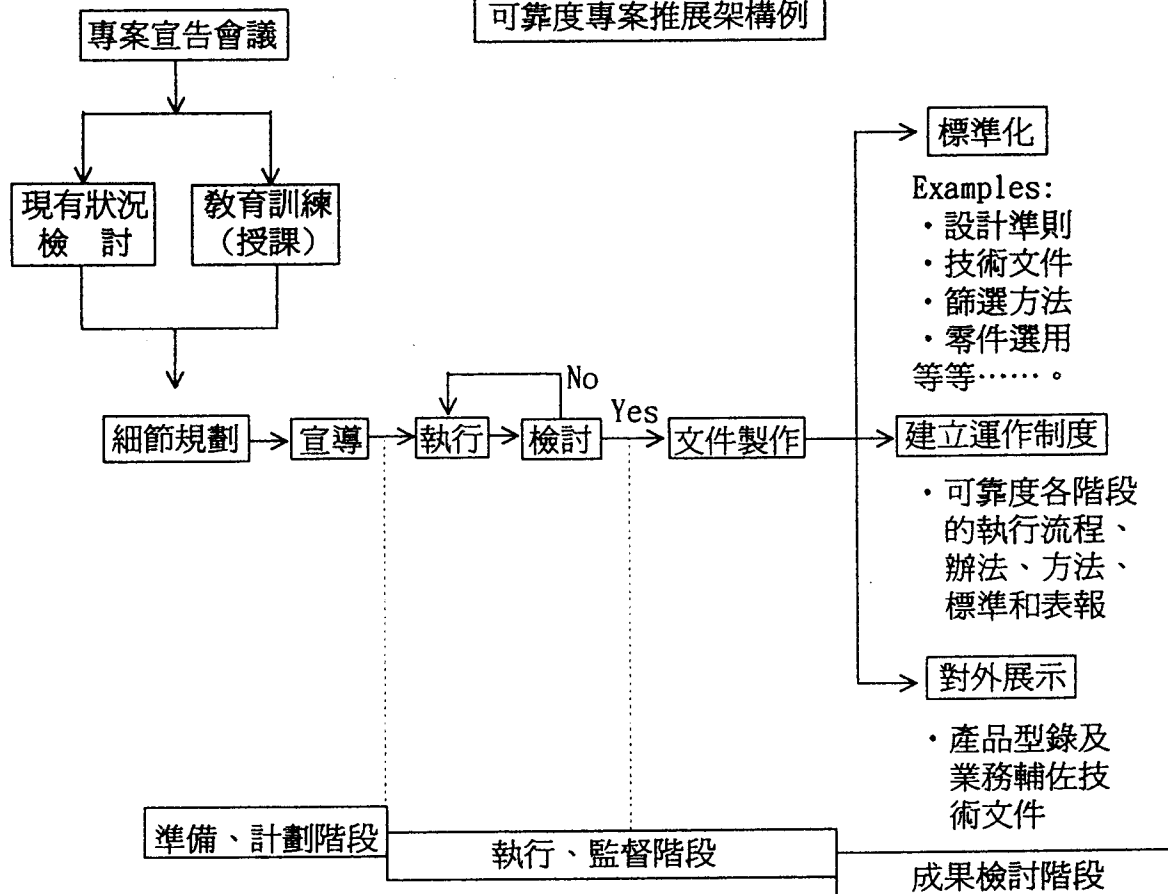 可靠度專案推展架構例
專案宣告會議
現有狀況
檢　討
教育訓練
（授課）
細節規劃
宣導
執行
檢討
No
Yes
文件製作
標準化
Examples:
・設計準則
・技術文件
・篩選方法
・零件選用
等等……。
建立運作制度
・可靠度各階段
的執行流程、
辦法、方法、
標準和表報
對外展示
・產品型錄及
業務輔佐技
術文件
準備、計劃階段
執行、監督階段
成果檢討階段